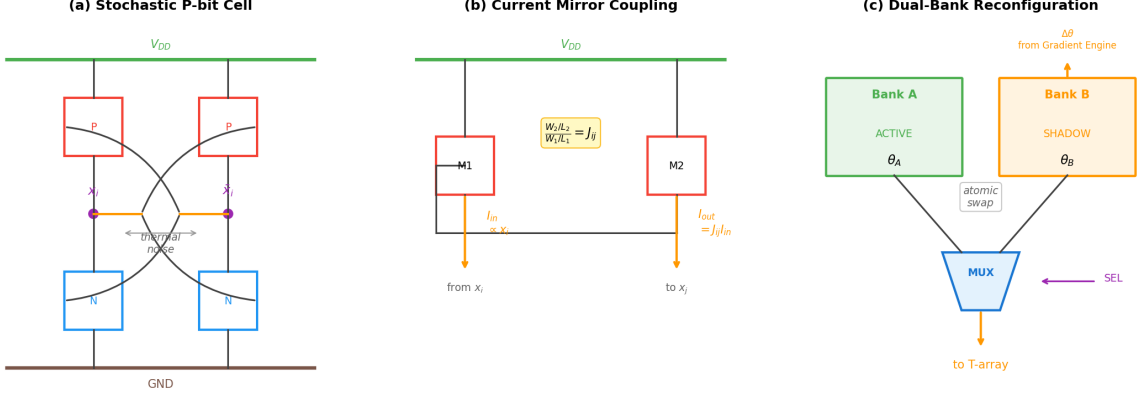 (a) Stochastic P-bit Cell
V_DD
P
P
x_i
x̄_i
thermal
noise
N
N
GND
(b) Current Mirror Coupling
V_DD
W_2/L_2
W_1/L_1 = J_ij
M1
M2
I_in
∝ x_i
I_out
= J_ij I_in
from x_i
to x_j
(c) Dual-Bank Reconfiguration
Δθ
from Gradient Engine
Bank A
ACTIVE
θ_A
Bank B
SHADOW
θ_B
atomic
swap
MUX
SEL
to T-array